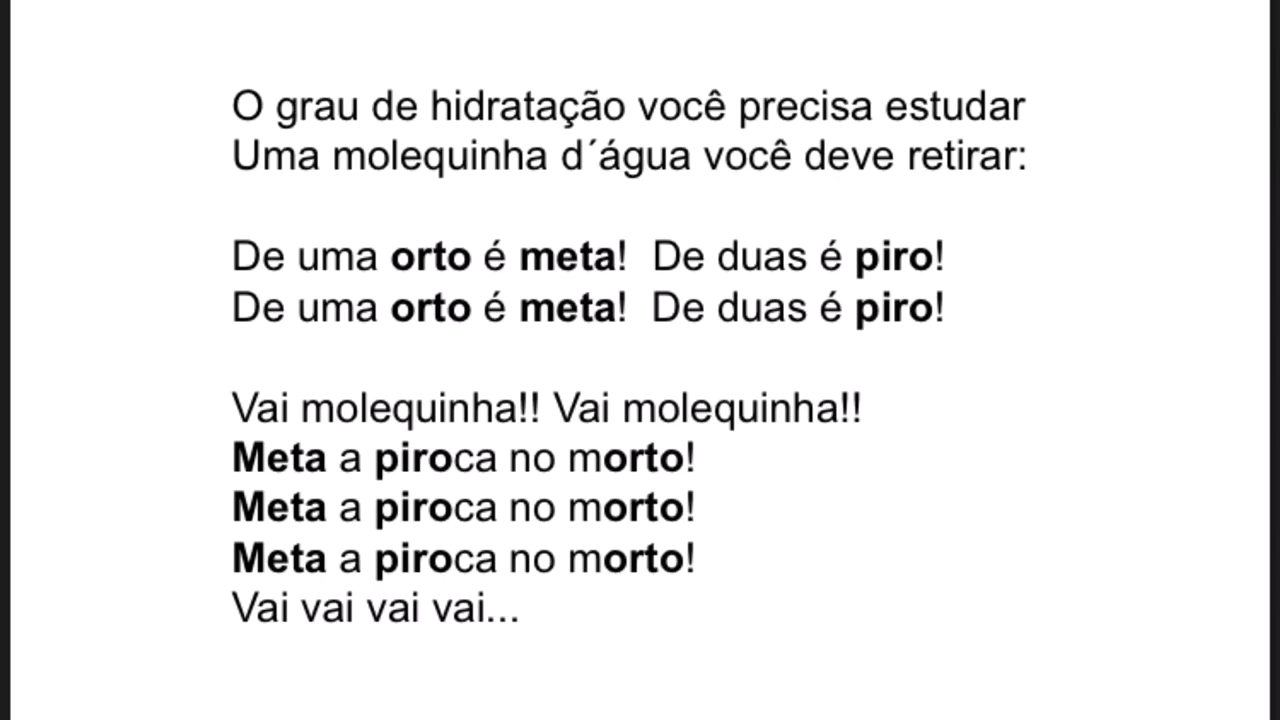 O grau de hidratação você precisa estudar
Uma molequinha d´água você deve retirar:
De uma orto é meta!  De duas é piro!
De uma orto é meta!  De duas é piro!
Vai molequinha!! Vai molequinha!!
Meta a piroca no morto!
Meta a piroca no morto!
Meta a piroca no morto!
Vai vai vai vai...